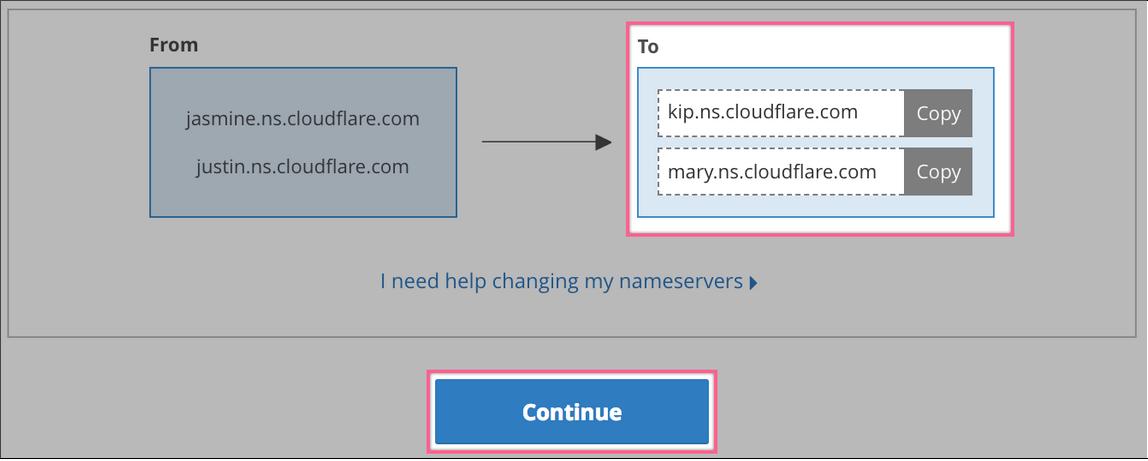 From
To
jasmine.ns.cloudflare.com
justin.ns.cloudflare.com
kip.ns.cloudflare.com Copy
mary.ns.cloudflare.com Copy
I need help changing my nameservers
Continue